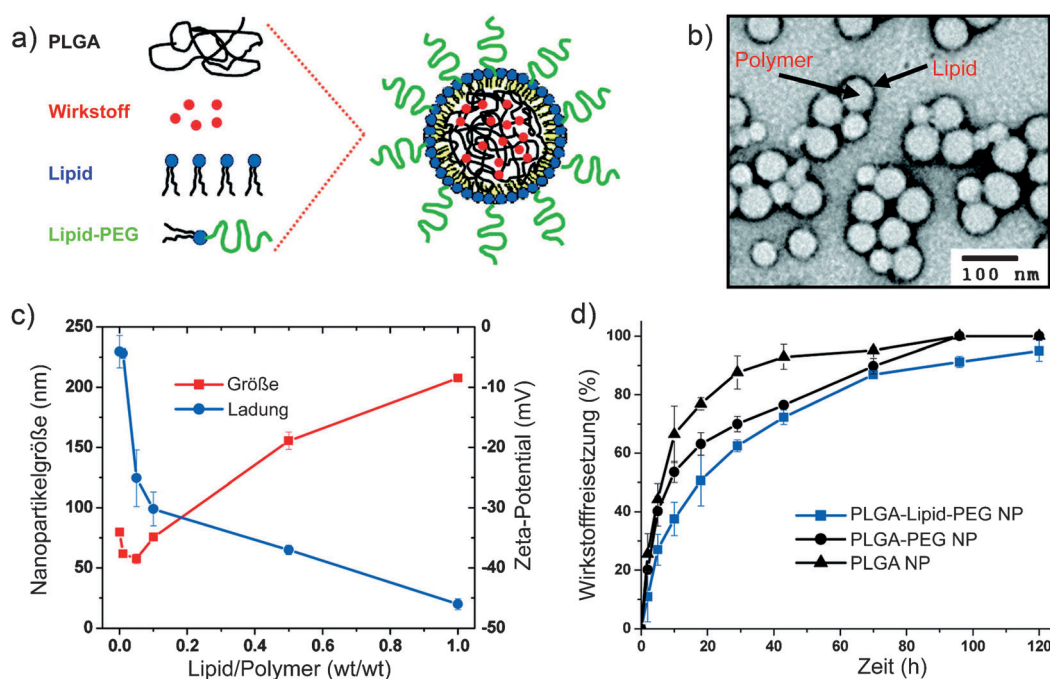 a)
PLGA
Wirkstoff
Lipid
Lipid-PEG
b)
Polymer
Lipid
100 nm
c)
250
200
150
100
50
0
Nanopartikelgröße (nm)
Größe
Ladung
0
-10
-20
-30
-40
-50
Zeta-Potential (mV)
0.0 0.2 0.4 0.6 0.8 1.0
Lipid/Polymer (wt/wt)
d)
100
80
60
40
20
0
Wirkstofffreisetzung (%)
PLGA-Lipid-PEG NP
PLGA-PEG NP
PLGA NP
0 20 40 60 80 100 120
Zeit (h)